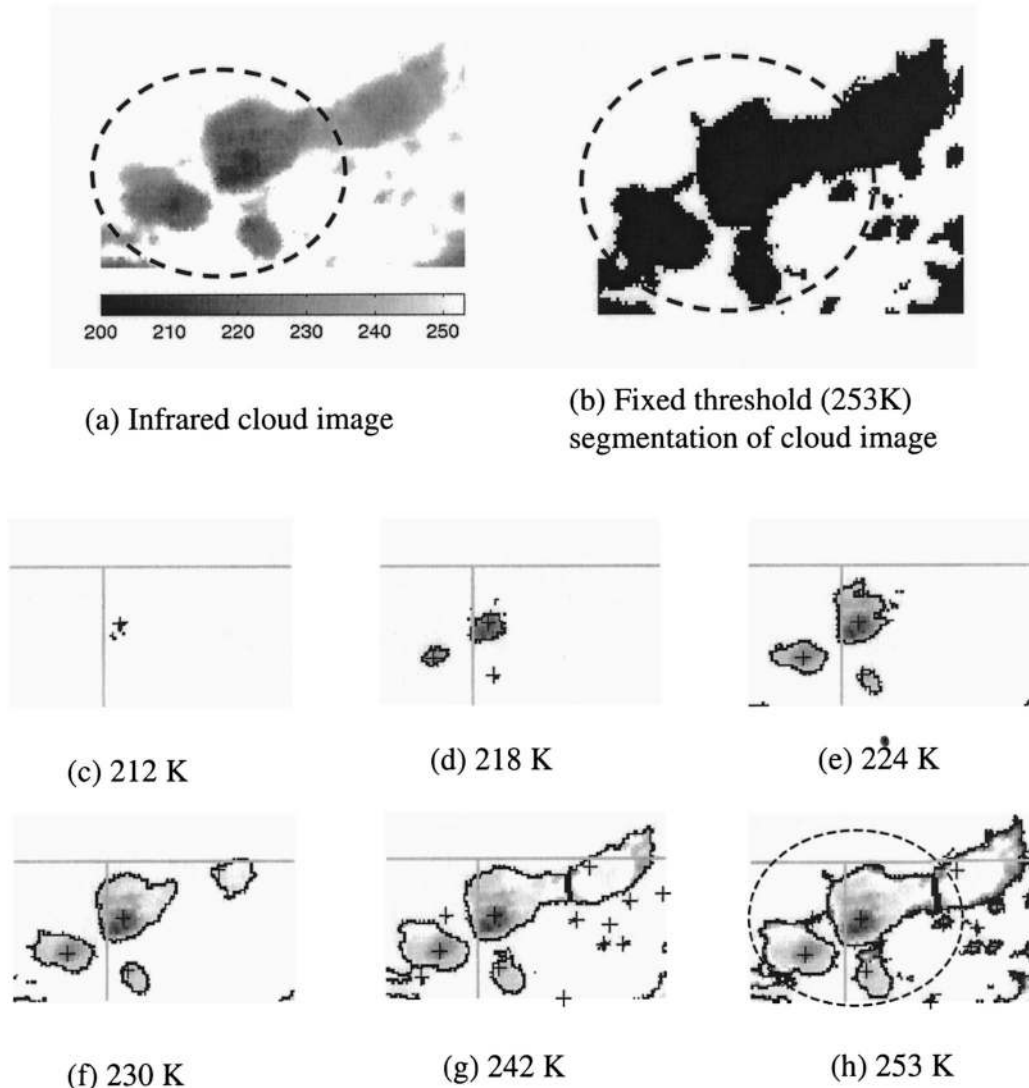 200 210 220 230 240 250
(a) Infrared cloud image
(b) Fixed threshold (253K)
segmentation of cloud image
(c) 212 K
(d) 218 K
(e) 224 K
(f) 230 K
(g) 242 K
(h) 253 K